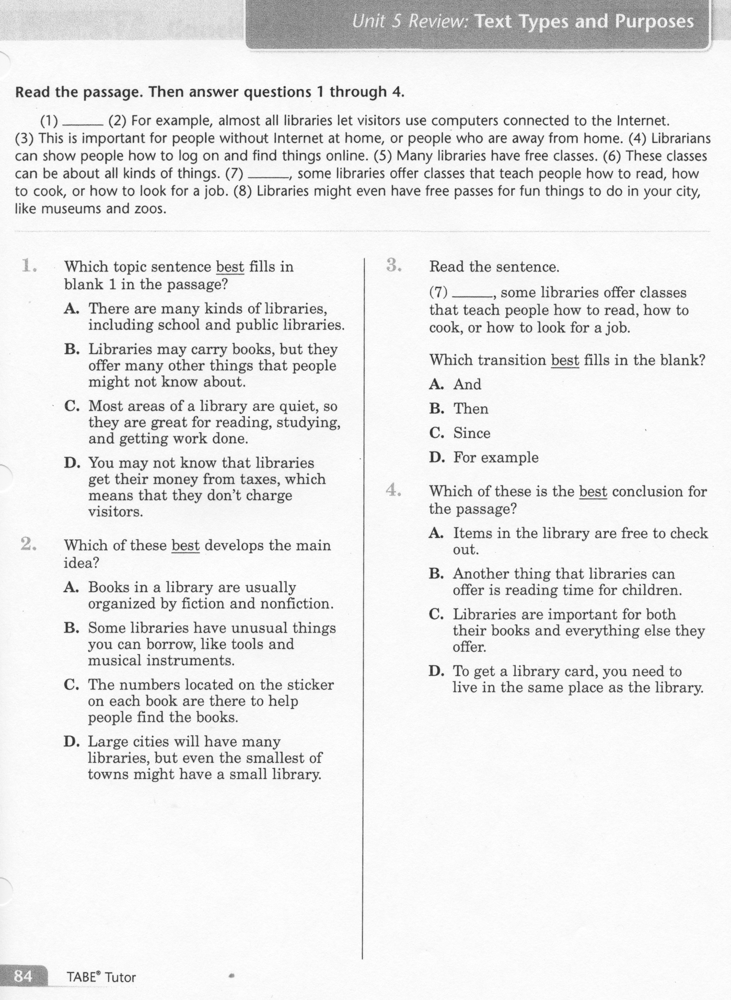 Unit 5 Review: Text Types and Purposes
Read the passage. Then answer questions 1 through 4.
(1) _____ (2) For example, almost all libraries let visitors use computers connected to the Internet.
(3) This is important for people without Internet at home, or people who are away from home. (4) Librarians
can show people how to log on and find things online. (5) Many libraries have free classes. (6) These classes
can be about all kinds of things. (7) _____, some libraries offer classes that teach people how to read, how
to cook, or how to look for a job. (8) Libraries might even have free passes for fun things to do in your city,
like museums and zoos.
1. Which topic sentence best fills in
blank 1 in the passage?
A. There are many kinds of libraries,
including school and public libraries.
B. Libraries may carry books, but they
offer many other things that people
might not know about.
C. Most areas of a library are quiet, so
they are great for reading, studying,
and getting work done.
D. You may not know that libraries
get their money from taxes, which
means that they don't charge
visitors.
2. Which of these best develops the main
idea?
A. Books in a library are usually
organized by fiction and nonfiction.
B. Some libraries have unusual things
you can borrow, like tools and
musical instruments.
C. The numbers located on the sticker
on each book are there to help
people find the books.
D. Large cities will have many
libraries, but even the smallest of
towns might have a small library.
3. Read the sentence.
(7) _____, some libraries offer classes
that teach people how to read, how to
cook, or how to look for a job.
Which transition best fills in the blank?
A. And
B. Then
C. Since
D. For example
4. Which of these is the best conclusion for
the passage?
A. Items in the library are free to check
out.
B. Another thing that libraries can
offer is reading time for children.
C. Libraries are important for both
their books and everything else they
offer.
D. To get a library card, you need to
live in the same place as the library.
84 TABE® Tutor